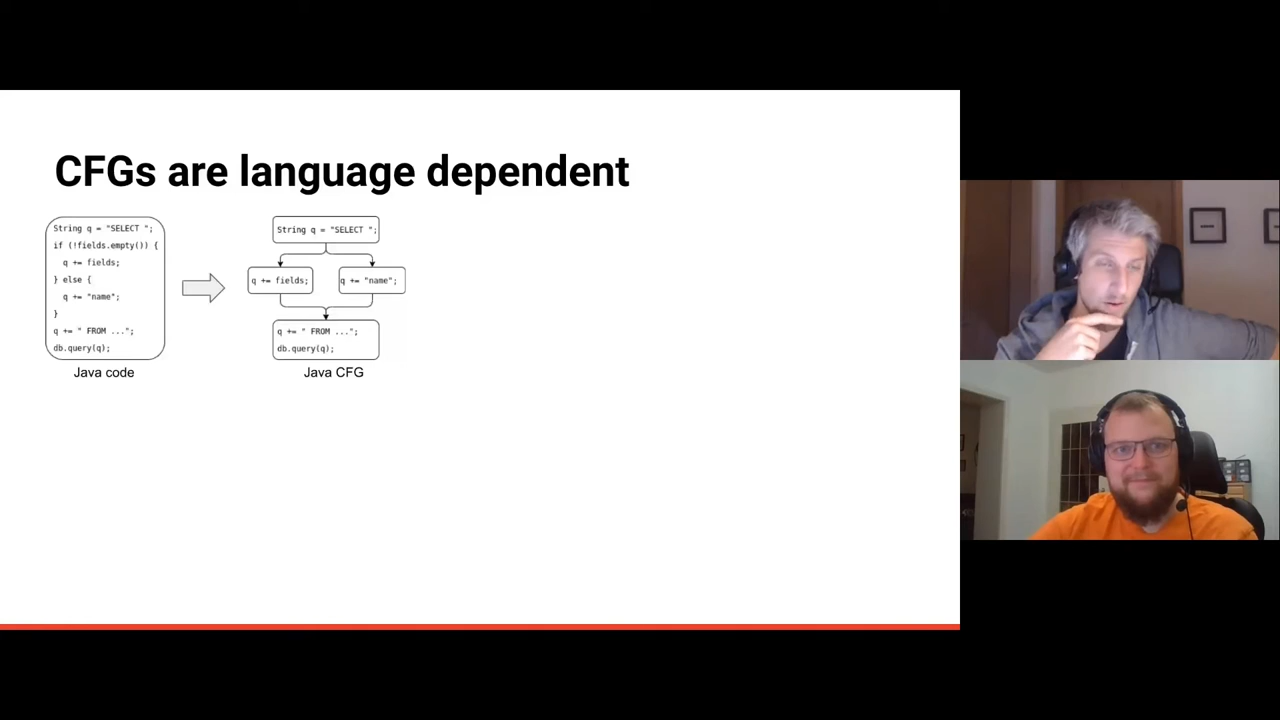 CFGs are language dependent
String q = "SELECT ";
if (!fields.empty()) {
q += fields;
} else {
q += "name";
}
q += " FROM ...";
db.query(q);
Java code
String q = "SELECT ";
q += fields;
q += "name";
q += " FROM ...";
db.query(q);
Java CFG